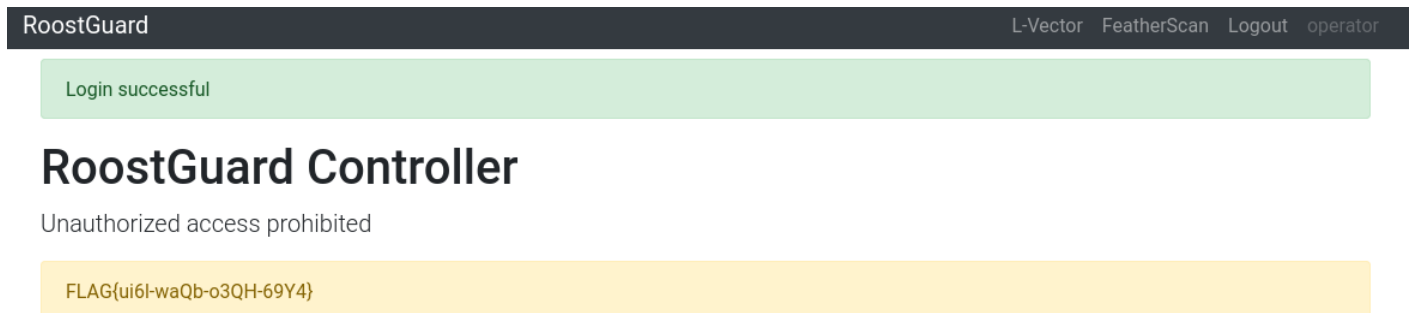 RoostGuard L-Vector FeatherScan Logout operator
Login successful
RoostGuard Controller
Unauthorized access prohibited
FLAG{ui6l-waQb-o3QH-69Y4}